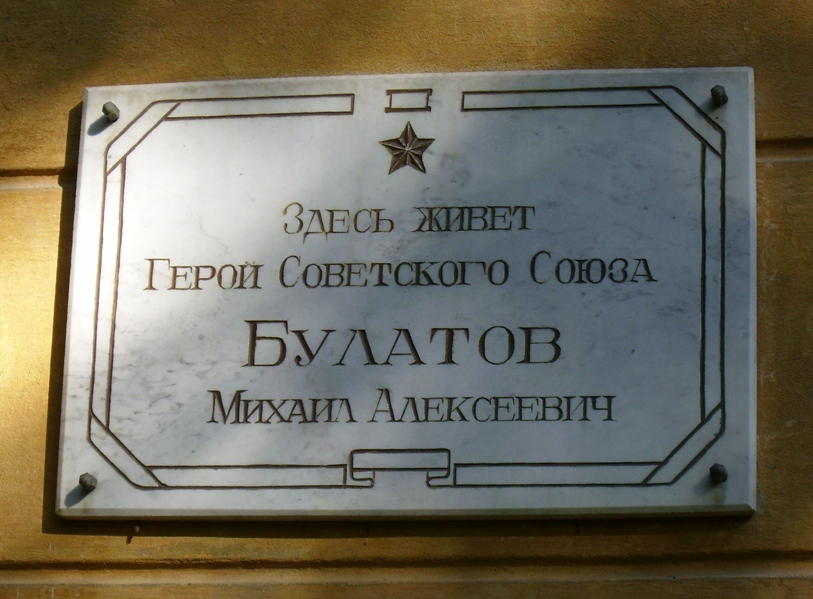 Здесь живет
Герой Советского Союза
Булатов
Михаил Алексеевич